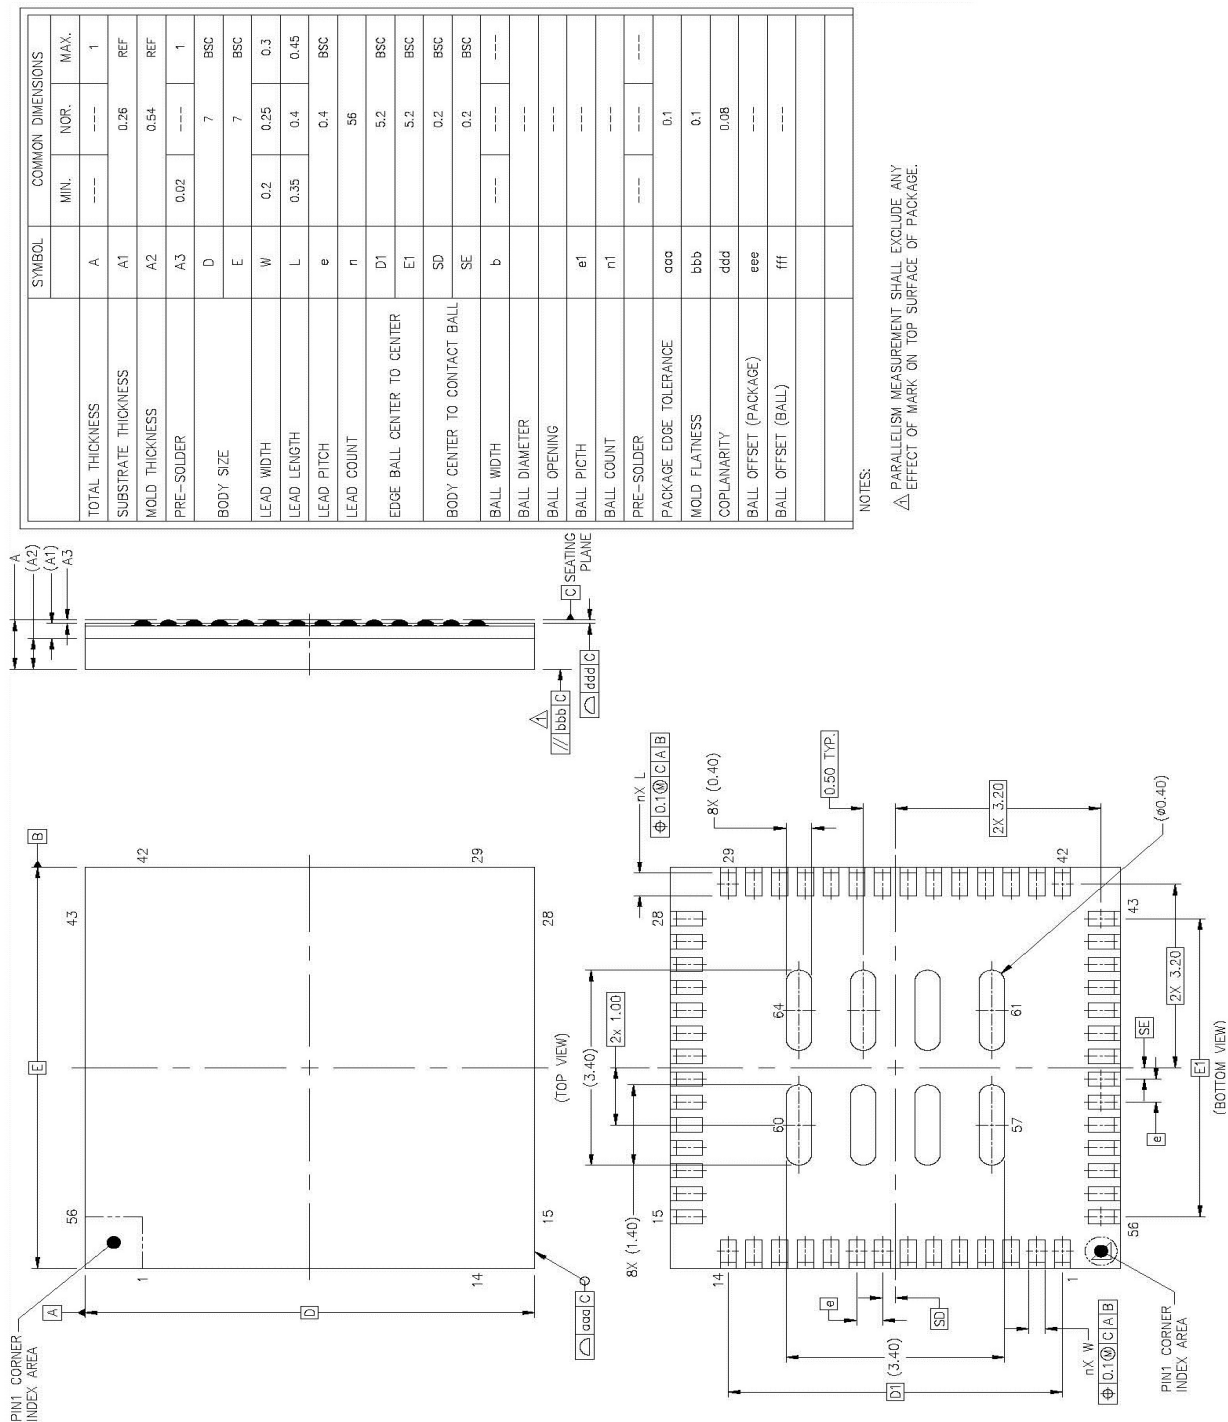 SYMBOL COMMON DIMENSIONS
MIN. NOR. MAX.
TOTAL THICKNESS A --- --- 1
SUBSTRATE THICKNESS A1 0.26 REF
MOLD THICKNESS A2 0.54 REF
PRE-SOLDER A3 0.02 --- 1
BODY SIZE D 7 BSC
E 7 BSC
LEAD WIDTH W 0.2 0.25 0.3
LEAD LENGTH L 0.35 0.4 0.45
LEAD PITCH e 0.4 BSC
LEAD COUNT n 56
EDGE BALL CENTER TO CENTER D1 5.2 BSC
E1 5.2 BSC
BODY CENTER TO CONTACT BALL SD 0.2 BSC
SE 0.2 BSC
BALL WIDTH b --- --- ---
BALL DIAMETER ---
BALL OPENING ---
BALL PICTH e1 ---
BALL COUNT n1 ---
PRE-SOLDER --- --- ---
PACKAGE EDGE TOLERANCE aaa 0.1
MOLD FLATNESS bbb 0.1
COPLANARITY ddd 0.08
BALL OFFSET (PACKAGE) eee ---
BALL OFFSET (BALL) fff ---
NOTES:
1 PARALLELISM MEASUREMENT SHALL EXCLUDE ANY
EFFECT OF MARK ON TOP SURFACE OF PACKAGE.
A
(A2)
(A1)
A3
C SEATING
PLANE
ddd C
1
// bbb C
PIN1 CORNER
INDEX AREA
A
B
E
D
56
43
1
42
14
29
15
28
aaa C
(TOP VIEW)
nX L
⌖ 0.1 Ⓜ C A B
8X (0.40)
0.50 TYP.
2X 3.20
(ø0.40)
28
29
42
43
64
61
60
57
15
14
1
56
(3.40)
2x 1.00
8X (1.40)
2X 3.20
SE
E1
e
e
SD
(3.40)
D1
nX W
⌖ 0.1 Ⓜ C A B
PIN1 CORNER
INDEX AREA
(BOTTOM VIEW)